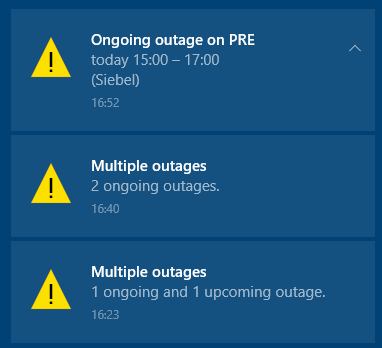 Ongoing outage on PRE
today 15:00 – 17:00
(Siebel)
16:52
Multiple outages
2 ongoing outages.
16:40
Multiple outages
1 ongoing and 1 upcoming outage.
16:23